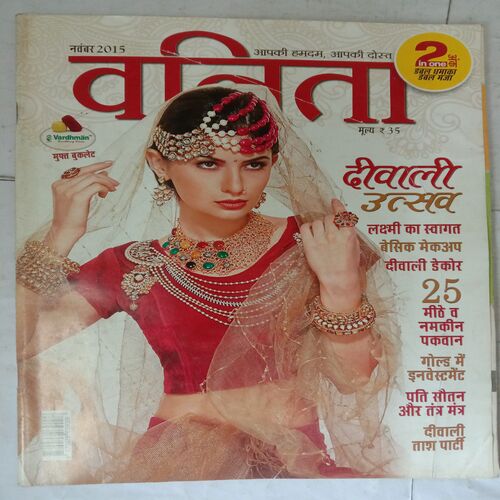 नवंबर 2015
आपकी हमदम, आपकी दोस्त
वनिता
मूल्य ₹ 35
2
in one
डबल धमाका
डबल मजा
Vardhman
मुफ्त बुकलेट
दीवाली
उत्सव
लक्ष्मी का स्वागत
बेसिक मेकअप
दीवाली डेकोर
25
मीठे व
नमकीन
पकवान
गोल्ड में
इनवेस्टमेंट
पति सौतन
और तंत्र मंत्र
दीवाली
ताश पार्टी